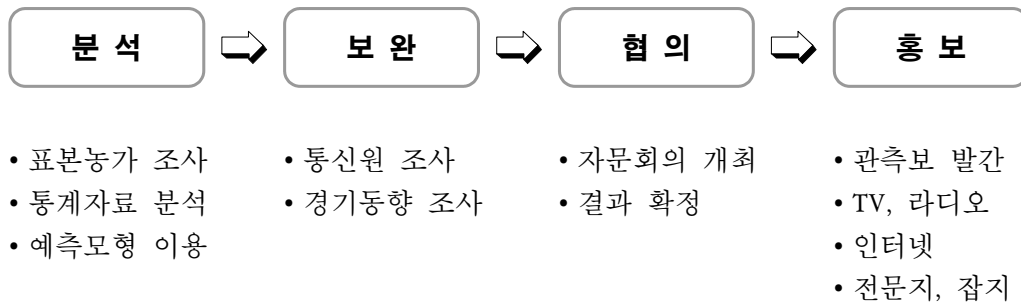 분 석
보 완
협 의
홍 보
• 표본농가 조사
• 통계자료 분석
• 예측모형 이용
• 통신원 조사
• 경기동향 조사
• 자문회의 개최
• 결과 확정
• 관측보 발간
• TV, 라디오
• 인터넷
• 전문지, 잡지